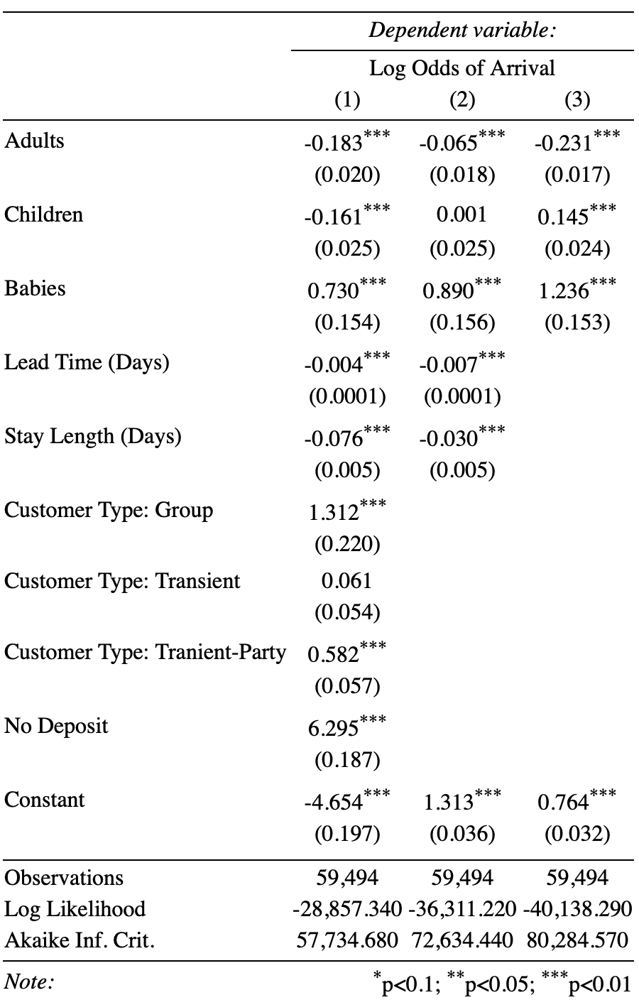 Dependent variable:
Log Odds of Arrival
(1) (2) (3)
Adults -0.183*** -0.065*** -0.231***
(0.020) (0.018) (0.017)
Children -0.161*** 0.001 0.145***
(0.025) (0.025) (0.024)
Babies 0.730*** 0.890*** 1.236***
(0.154) (0.156) (0.153)
Lead Time (Days) -0.004*** -0.007***
(0.0001) (0.0001)
Stay Length (Days) -0.076*** -0.030***
(0.005) (0.005)
Customer Type: Group 1.312***
(0.220)
Customer Type: Transient 0.061
(0.054)
Customer Type: Tranient-Party 0.582***
(0.057)
No Deposit 6.295***
(0.187)
Constant -4.654*** 1.313*** 0.764***
(0.197) (0.036) (0.032)
Observations 59,494 59,494 59,494
Log Likelihood -28,857.340 -36,311.220 -40,138.290
Akaike Inf. Crit. 57,734.680 72,634.440 80,284.570
Note: *p<0.1; **p<0.05; ***p<0.01